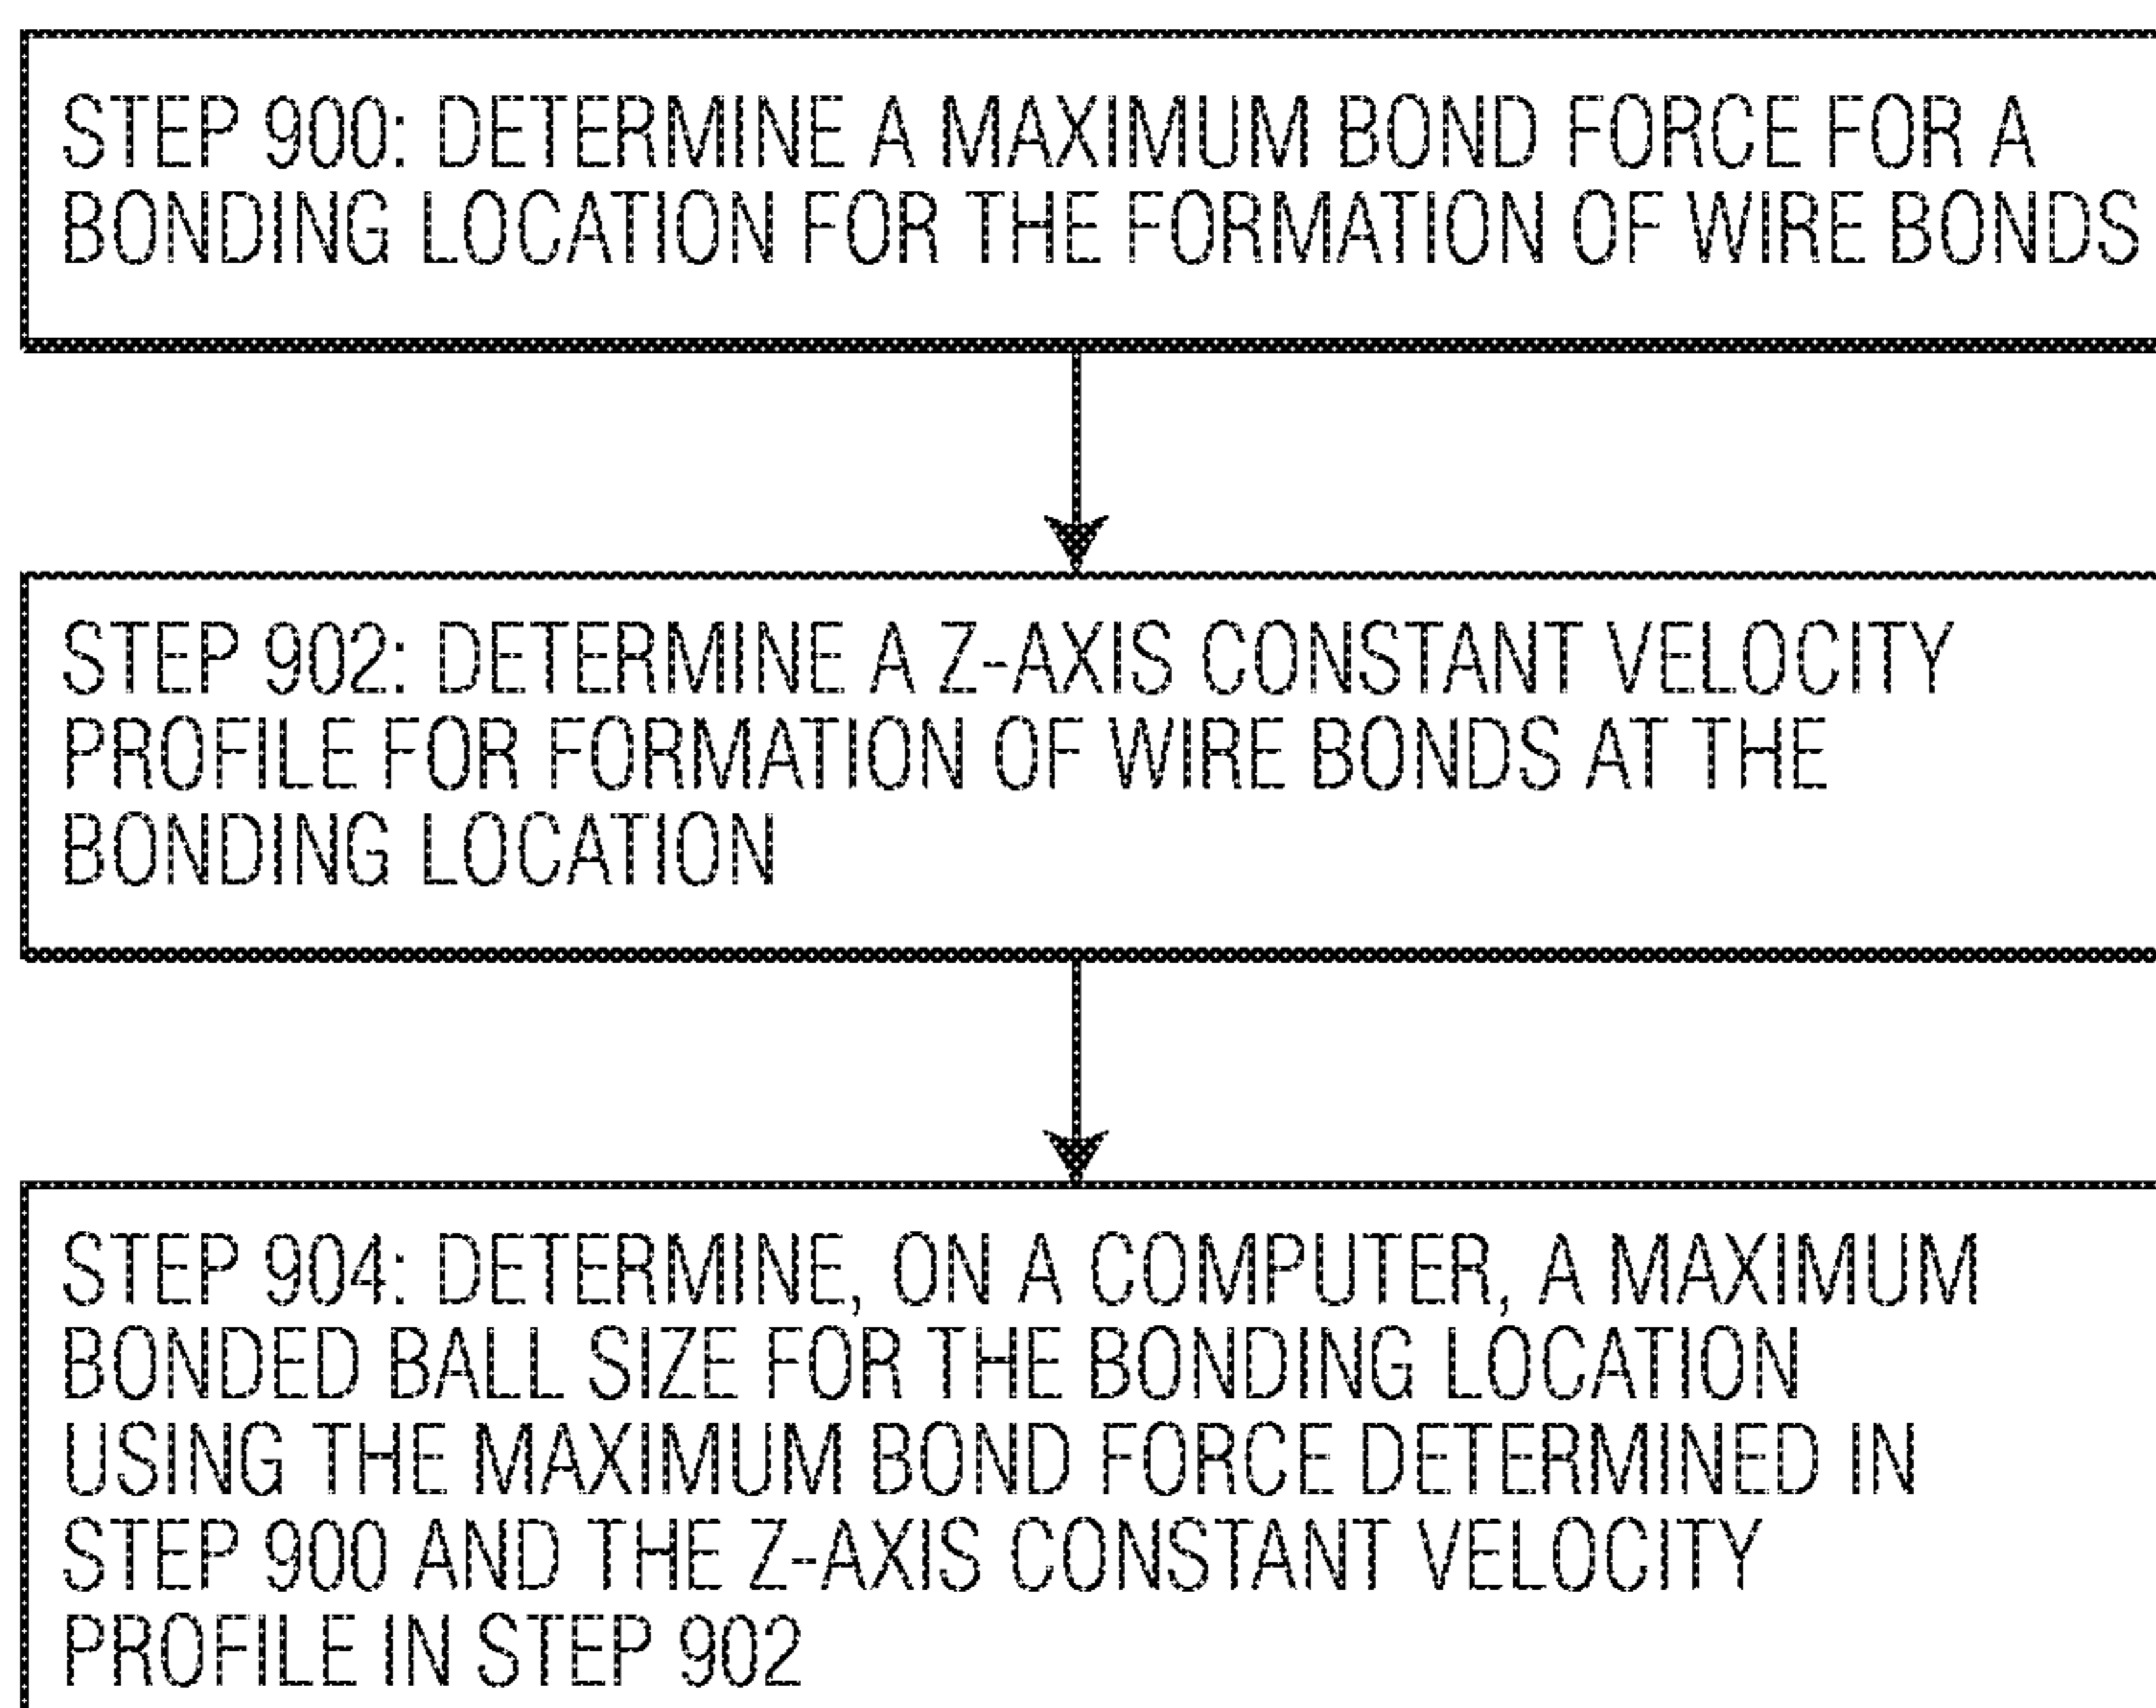 STEP 900: DETERMINE A MAXIMUM BOND FORCE FOR A
BONDING LOCATION FOR THE FORMATION OF WIRE BONDS
STEP 902: DETERMINE A Z-AXIS CONSTANT VELOCITY
PROFILE FOR FORMATION OF WIRE BONDS AT THE
BONDING LOCATION
STEP 904: DETERMINE, ON A COMPUTER, A MAXIMUM
BONDED BALL SIZE FOR THE BONDING LOCATION
USING THE MAXIMUM BOND FORCE DETERMINED IN
STEP 900 AND THE Z-AXIS CONSTANT VELOCITY
PROFILE IN STEP 902